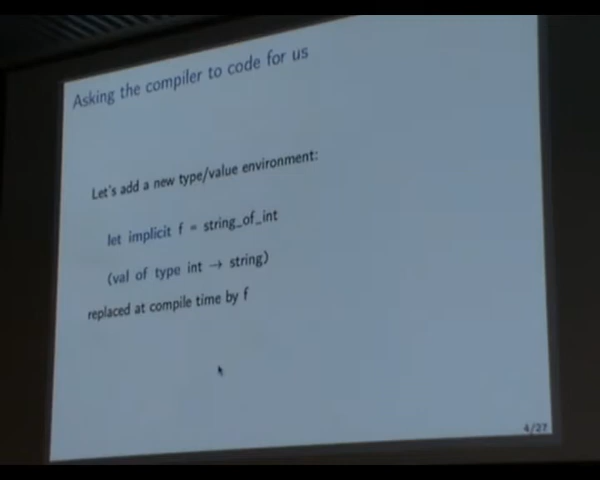 Asking the compiler to code for us
Let's add a new type/value environment:
let implicit f = string_of_int
(val of type int → string)
replaced at compile time by f
4/27